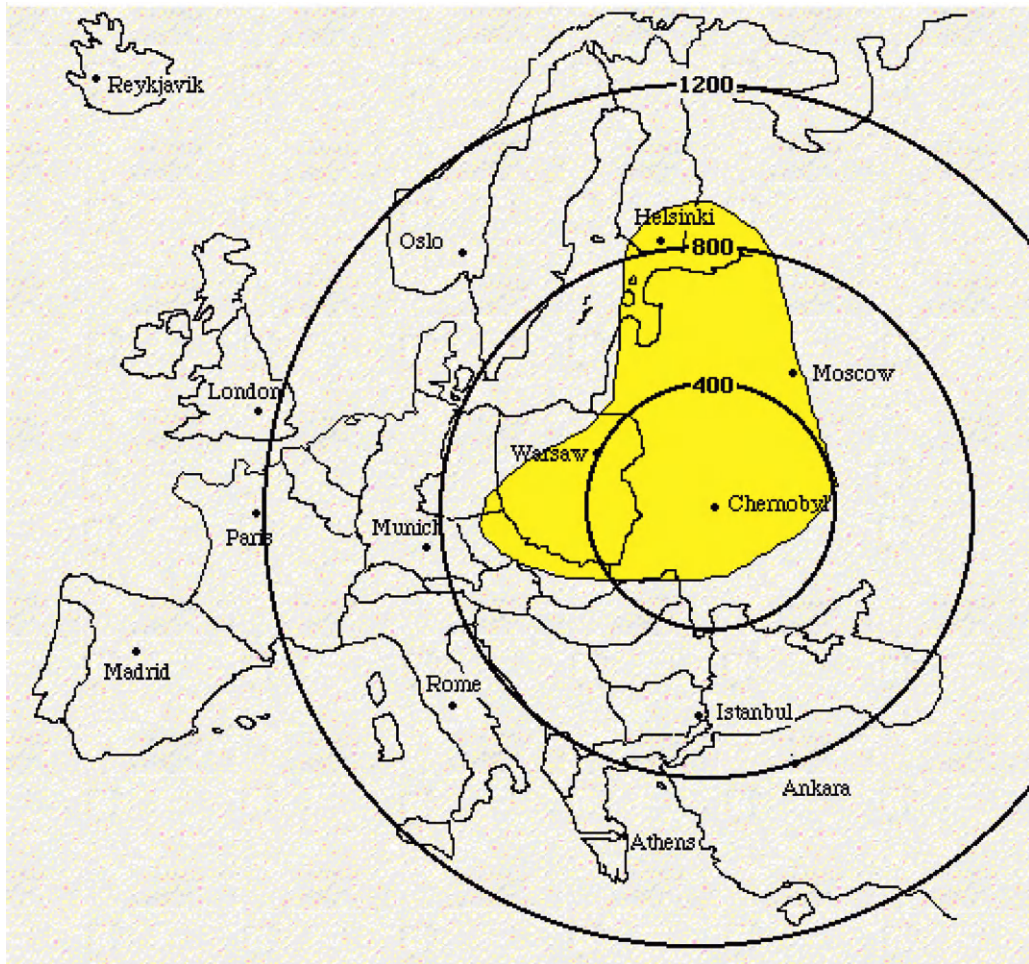 Reykjavik
1200
Helsinki
Oslo
800
Moscow
London
400
Warsaw
Chernobyl
Paris
Munich
Madrid
Rome
Istanbul
Ankara
Athens